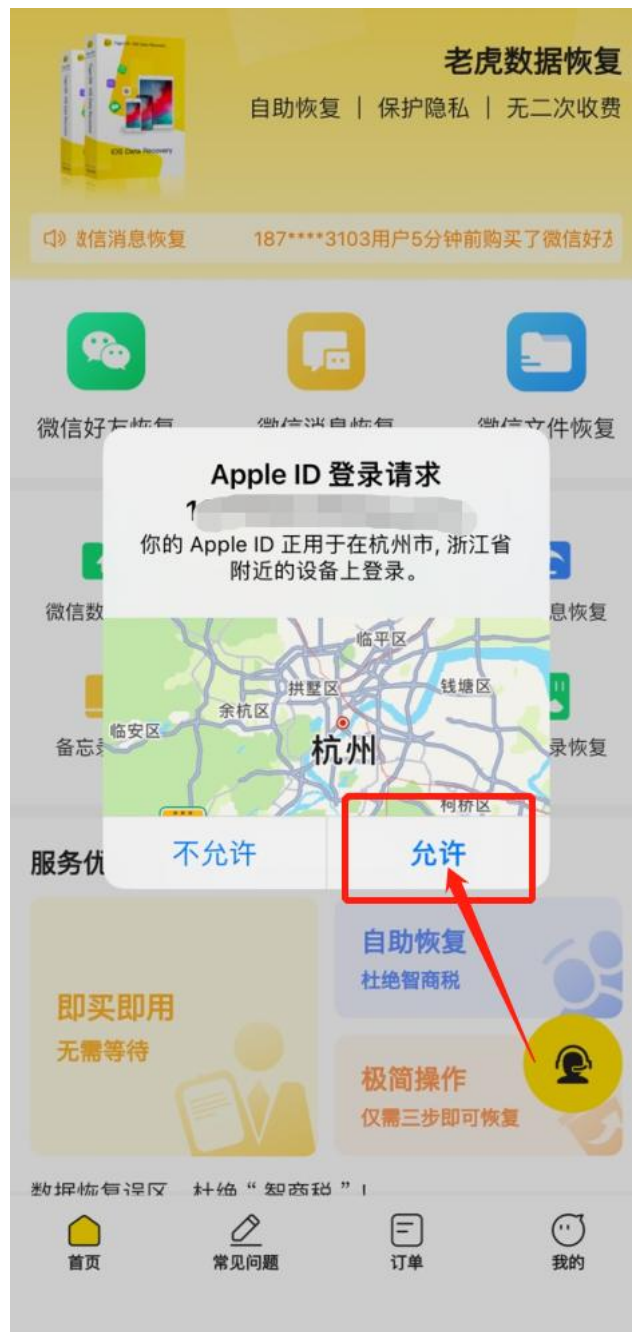 老虎数据恢复
自助恢复 | 保护隐私 | 无二次收费
iOS Data Recovery
信消息恢复 187****3103用户5分钟前购买了微信好
微信好友恢复 微信消息恢复 微信文件恢复
Apple ID 登录请求
1
你的 Apple ID 正用于在杭州市, 浙江省
附近的设备上登录。
微信数 息恢复
临平区
拱墅区 钱塘区
余杭区
临安区
杭州
备忘 录恢复
柯桥区
不允许 允许
服务优
自助恢复
杜绝智商税
即买即用
无需等待
极简操作
仅需三步即可恢复
数据恢复误区，杜绝“智商税”！
首页 常见问题 订单 我的